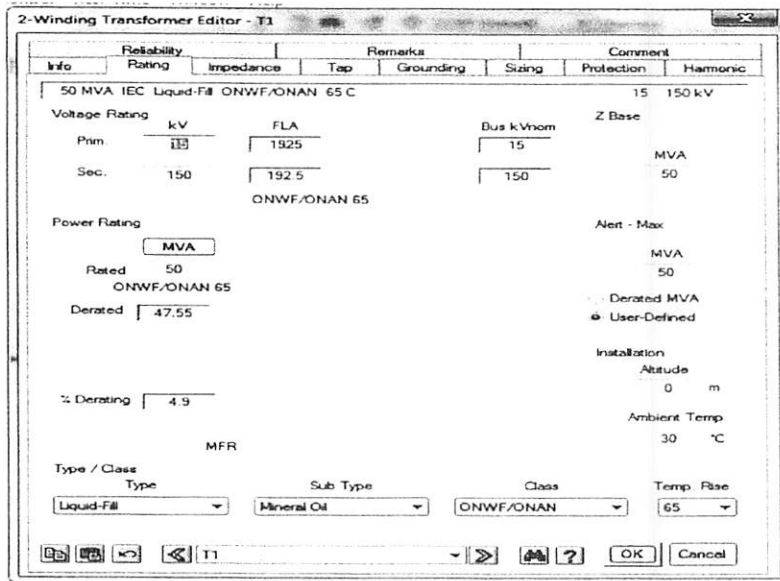 2-Winding Transformer Editor - T1
Reliability Remarks Comment
Info Rating Impedance Tap Grounding Sizing Protection Harmonic
50 MVA IEC Liquid-Fill ONWF/ONAN 65 C 15 150 kV
Voltage Rating Z Base
kV FLA Bus kVnom
Prim. 15 1925 15 MVA
Sec. 150 192.5 150 50
ONWF/ONAN 65
Power Rating Alert - Max
MVA MVA
Rated 50 50
ONWF/ONAN 65
Derated MVA
Derated 47.55
User-Defined
Installation
Altitude
0 m
% Derating 4.9
Ambient Temp.
30 °C
MFR
Type / Class
Type Sub Type Class Temp. Rise
Liquid-Fill Mineral Oil ONWF/ONAN 65
T1 ? OK Cancel